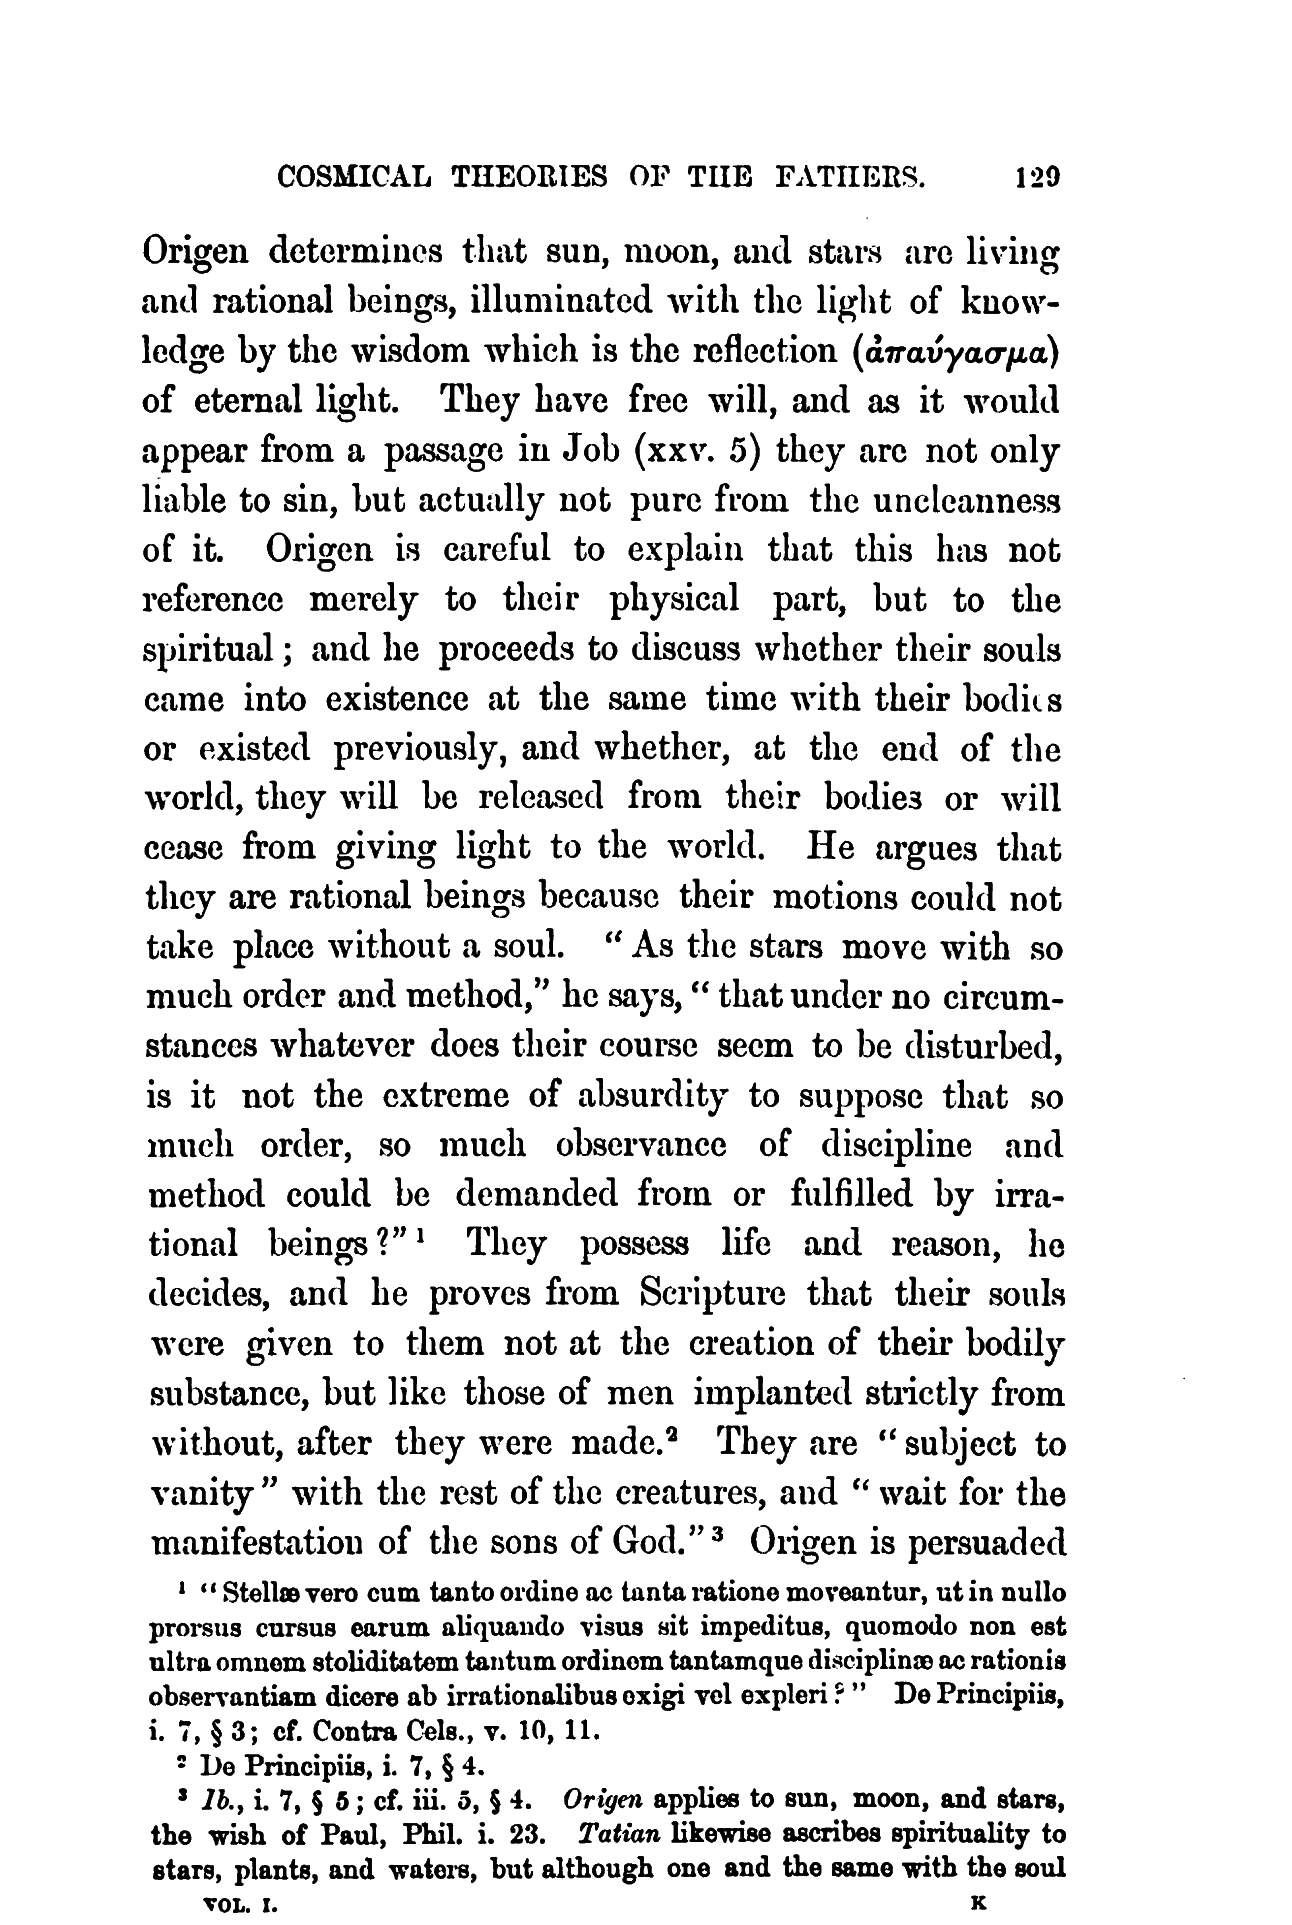 COSMICAL THEORIES OF THE FATHERS. 129
Origen determines that sun, moon, and stars are living
and rational beings, illuminated with the light of know-
ledge by the wisdom which is the reflection (ἀπαύγασμα)
of eternal light. They have free will, and as it would
appear from a passage in Job (xxv. 5) they are not only
liable to sin, but actually not pure from the uncleanness
of it. Origen is careful to explain that this has not
reference merely to their physical part, but to the
spiritual; and he proceeds to discuss whether their souls
came into existence at the same time with their bodies
or existed previously, and whether, at the end of the
world, they will be released from their bodies or will
cease from giving light to the world. He argues that
they are rational beings because their motions could not
take place without a soul. “As the stars move with so
much order and method,” he says, “that under no circum-
stances whatever does their course seem to be disturbed,
is it not the extreme of absurdity to suppose that so
much order, so much observance of discipline and
method could be demanded from or fulfilled by irra-
tional beings?”¹ They possess life and reason, he
decides, and he proves from Scripture that their souls
were given to them not at the creation of their bodily
substance, but like those of men implanted strictly from
without, after they were made.² They are “subject to
vanity” with the rest of the creatures, and “wait for the
manifestation of the sons of God.”³ Origen is persuaded
¹ “Stellæ vero cum tanto ordine ac tanta ratione moveantur, ut in nullo
prorsus cursus earum aliquando visus sit impeditus, quomodo non est
ultra omnem stoliditatem tantum ordinem tantamque disciplinæ ac rationis
observantiam dicere ab irrationalibus exigi vel expleri?” De Principiis,
i. 7, § 3; cf. Contra Cels., v. 10, 11.
² De Principiis, i. 7, § 4.
³ Ib., i. 7, § 5; cf. iii. 5, § 4. Origen applies to sun, moon, and stars,
the wish of Paul, Phil. i. 23. Tatian likewise ascribes spirituality to
stars, plants, and waters, but although one and the same with the soul
VOL. I. K